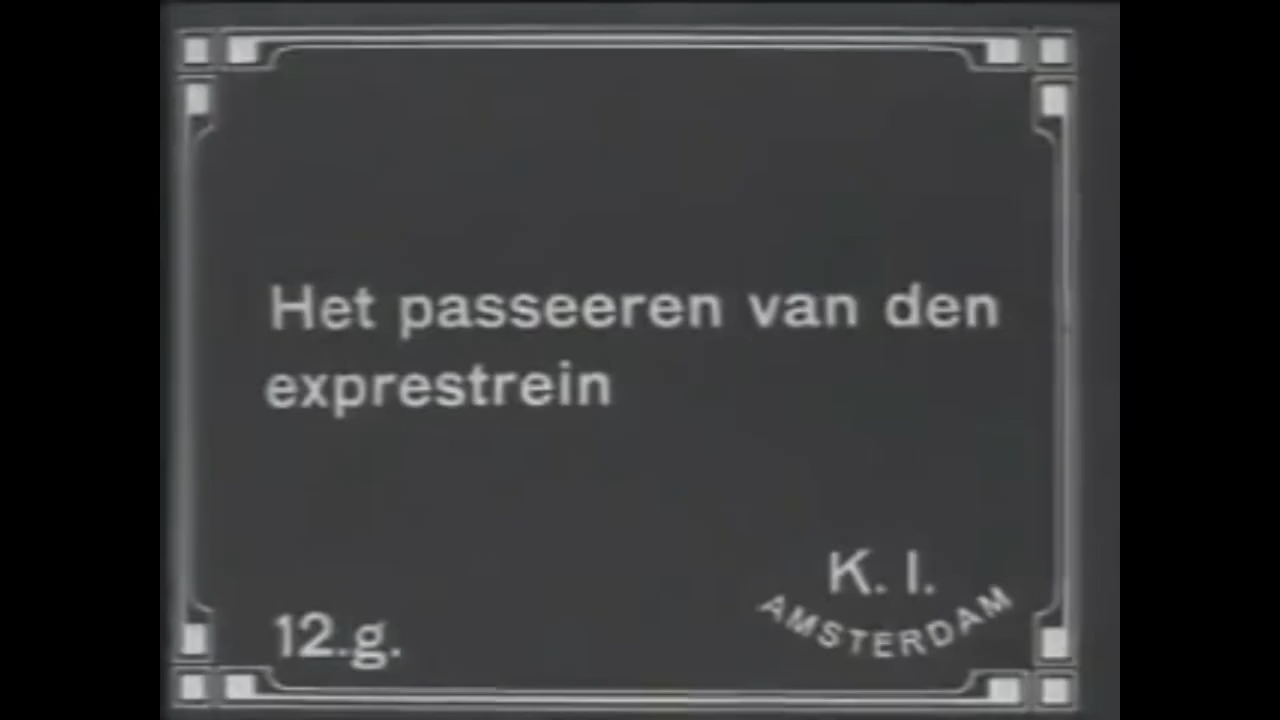 Het passeeren van den
exprestrein
12.g.
K. I.
AMSTERDAM